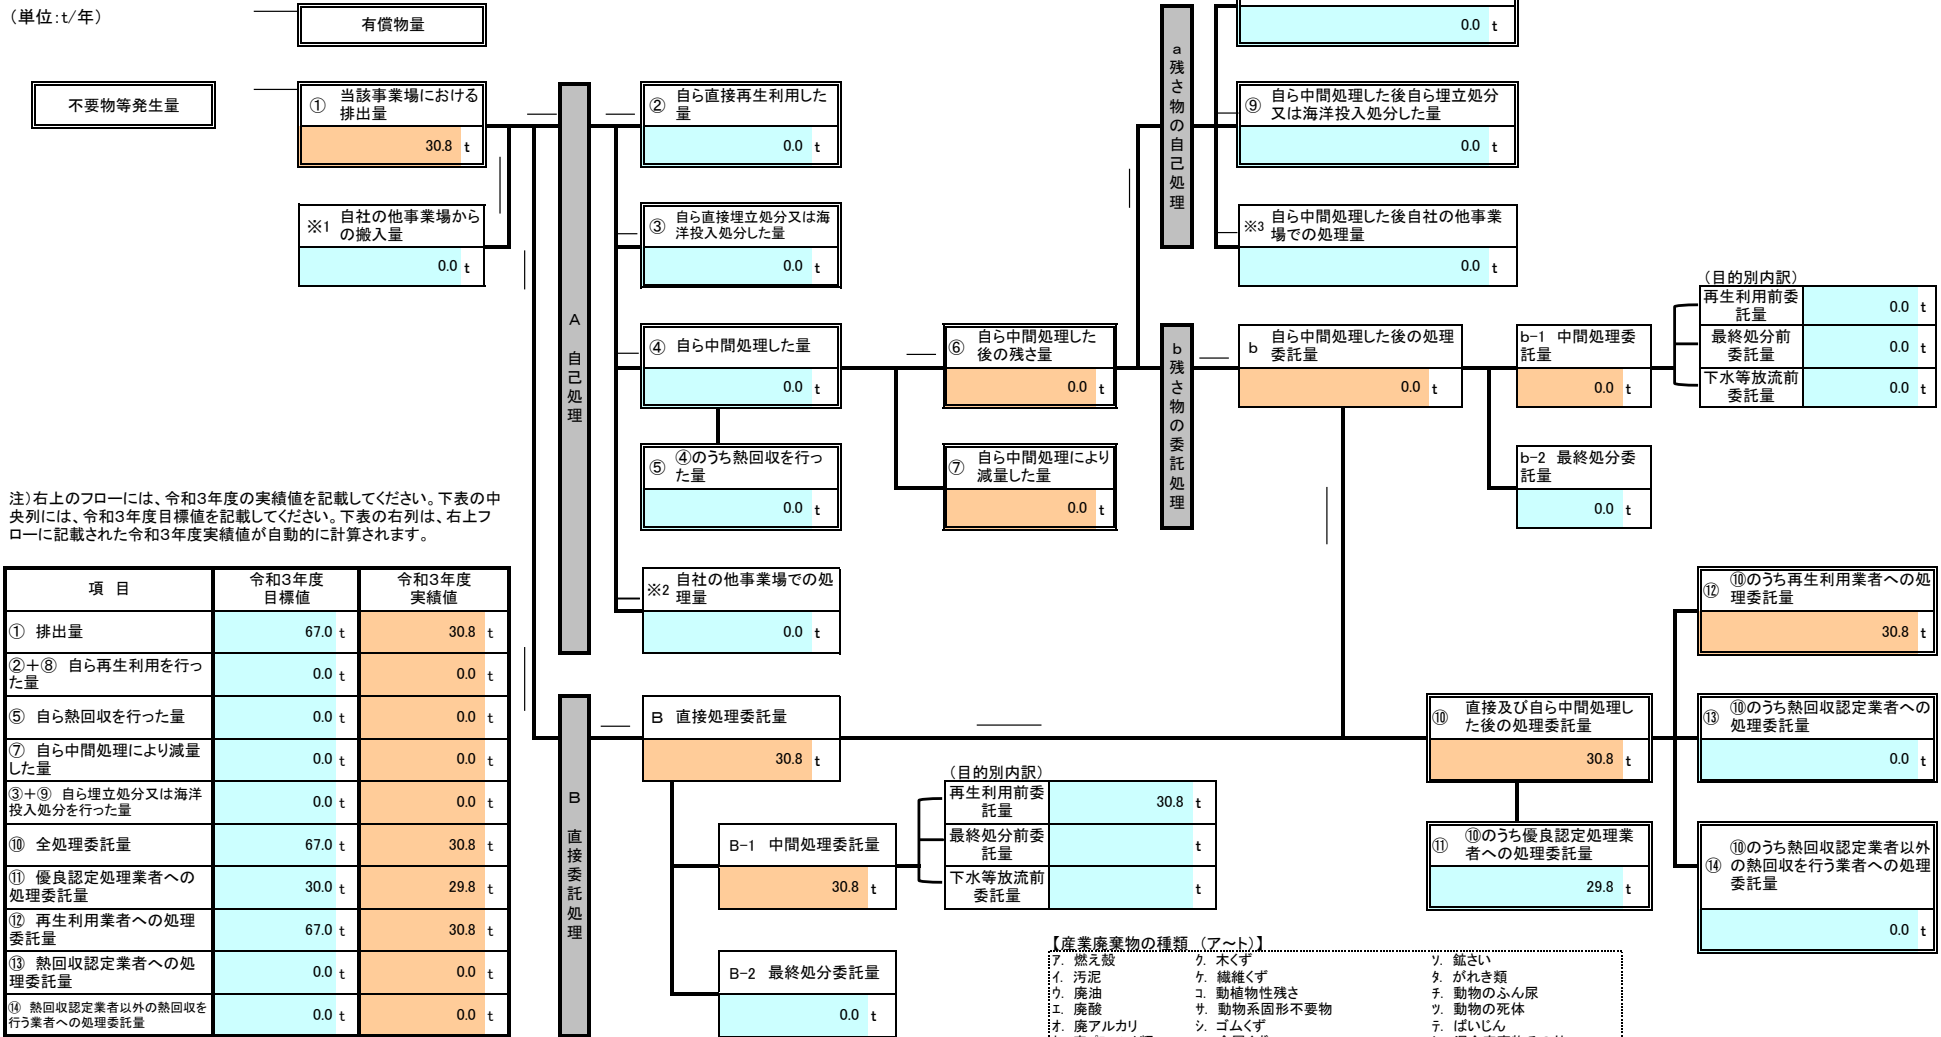 (単位:t/年)
有償物量
不要物等発生量
① 当該事業場における
排出量
30.8 t
※1 自社の他事業場から
の搬入量
0.0 t
A 自己処理
② 自ら直接再生利用した
量
0.0 t
③ 自ら直接埋立処分又は海
洋投入処分した量
0.0 t
④ 自ら中間処理した量
0.0 t
⑤ ④のうち熱回収を行っ
た量
0.0 t
※2 自社の他事業場での処
理量
0.0 t
⑥ 自ら中間処理した
後の残さ量
0.0 t
⑦ 自ら中間処理により
減量した量
0.0 t
a残さ物の自己処理
0.0 t
⑨ 自ら中間処理した後自ら埋立処分
又は海洋投入処分した量
0.0 t
※3 自ら中間処理した後自社の他事業
場での処理量
0.0 t
b残さ物の委託処理
b 自ら中間処理した後の処理
委託量
0.0 t
b-1 中間処理委
託量
0.0 t
b-2 最終処分委
託量
0.0 t
(目的別内訳)
再生利用前委
託量
0.0 t
最終処分前
委託量
0.0 t
下水等放流前
委託量
0.0 t
注)右上のフローには、令和3年度の実績値を記載してください。下表の中
央列には、令和3年度目標値を記載してください。下表の右列は、右上フ
ローに記載された令和3年度実績値が自動的に計算されます。
項 目 令和3年度
目標値 令和3年度
実績値
① 排出量 67.0 t 30.8 t
②+⑧ 自ら再生利用を行っ
た量 0.0 t 0.0 t
⑤ 自ら熱回収を行った量 0.0 t 0.0 t
⑦ 自ら中間処理により減量
した量 0.0 t 0.0 t
③+⑨ 自ら埋立処分又は海洋
投入処分を行った量 0.0 t 0.0 t
⑩ 全処理委託量 67.0 t 30.8 t
⑪ 優良認定処理業者への
処理委託量 30.0 t 29.8 t
⑫ 再生利用業者への処理
委託量 67.0 t 30.8 t
⑬ 熱回収認定業者への処
理委託量 0.0 t 0.0 t
⑭ 熱回収認定業者以外の熱回収を
行う業者への処理委託量 0.0 t 0.0 t
B 直接委託処理
B 直接処理委託量
30.8 t
B-1 中間処理委託量
30.8 t
B-2 最終処分委託量
0.0 t
(目的別内訳)
再生利用前委
託量
30.8 t
最終処分前委
託量
t
下水等放流前
委託量
t
⑩ 直接及び自ら中間処理し
た後の処理委託量
30.8 t
⑪ ⑩のうち優良認定処理業
者への処理委託量
29.8 t
⑫ ⑩のうち再生利用業者への処
理委託量
30.8 t
⑬ ⑩のうち熱回収認定業者への
処理委託量
0.0 t
⑭ ⑩のうち熱回収認定業者以外
の熱回収を行う業者への処理
委託量
0.0 t
【産業廃棄物の種類 (ア～ト)】
ア. 燃え殻 ク. 木くず ソ. 鉱さい
イ. 汚泥 ケ. 繊維くず タ. がれき類
ウ. 廃油 コ. 動植物性残さ チ. 動物のふん尿
エ. 廃酸 サ. 動物系固形不要物 ツ. 動物の死体
オ. 廃アルカリ シ. ゴムくず テ. ばいじん